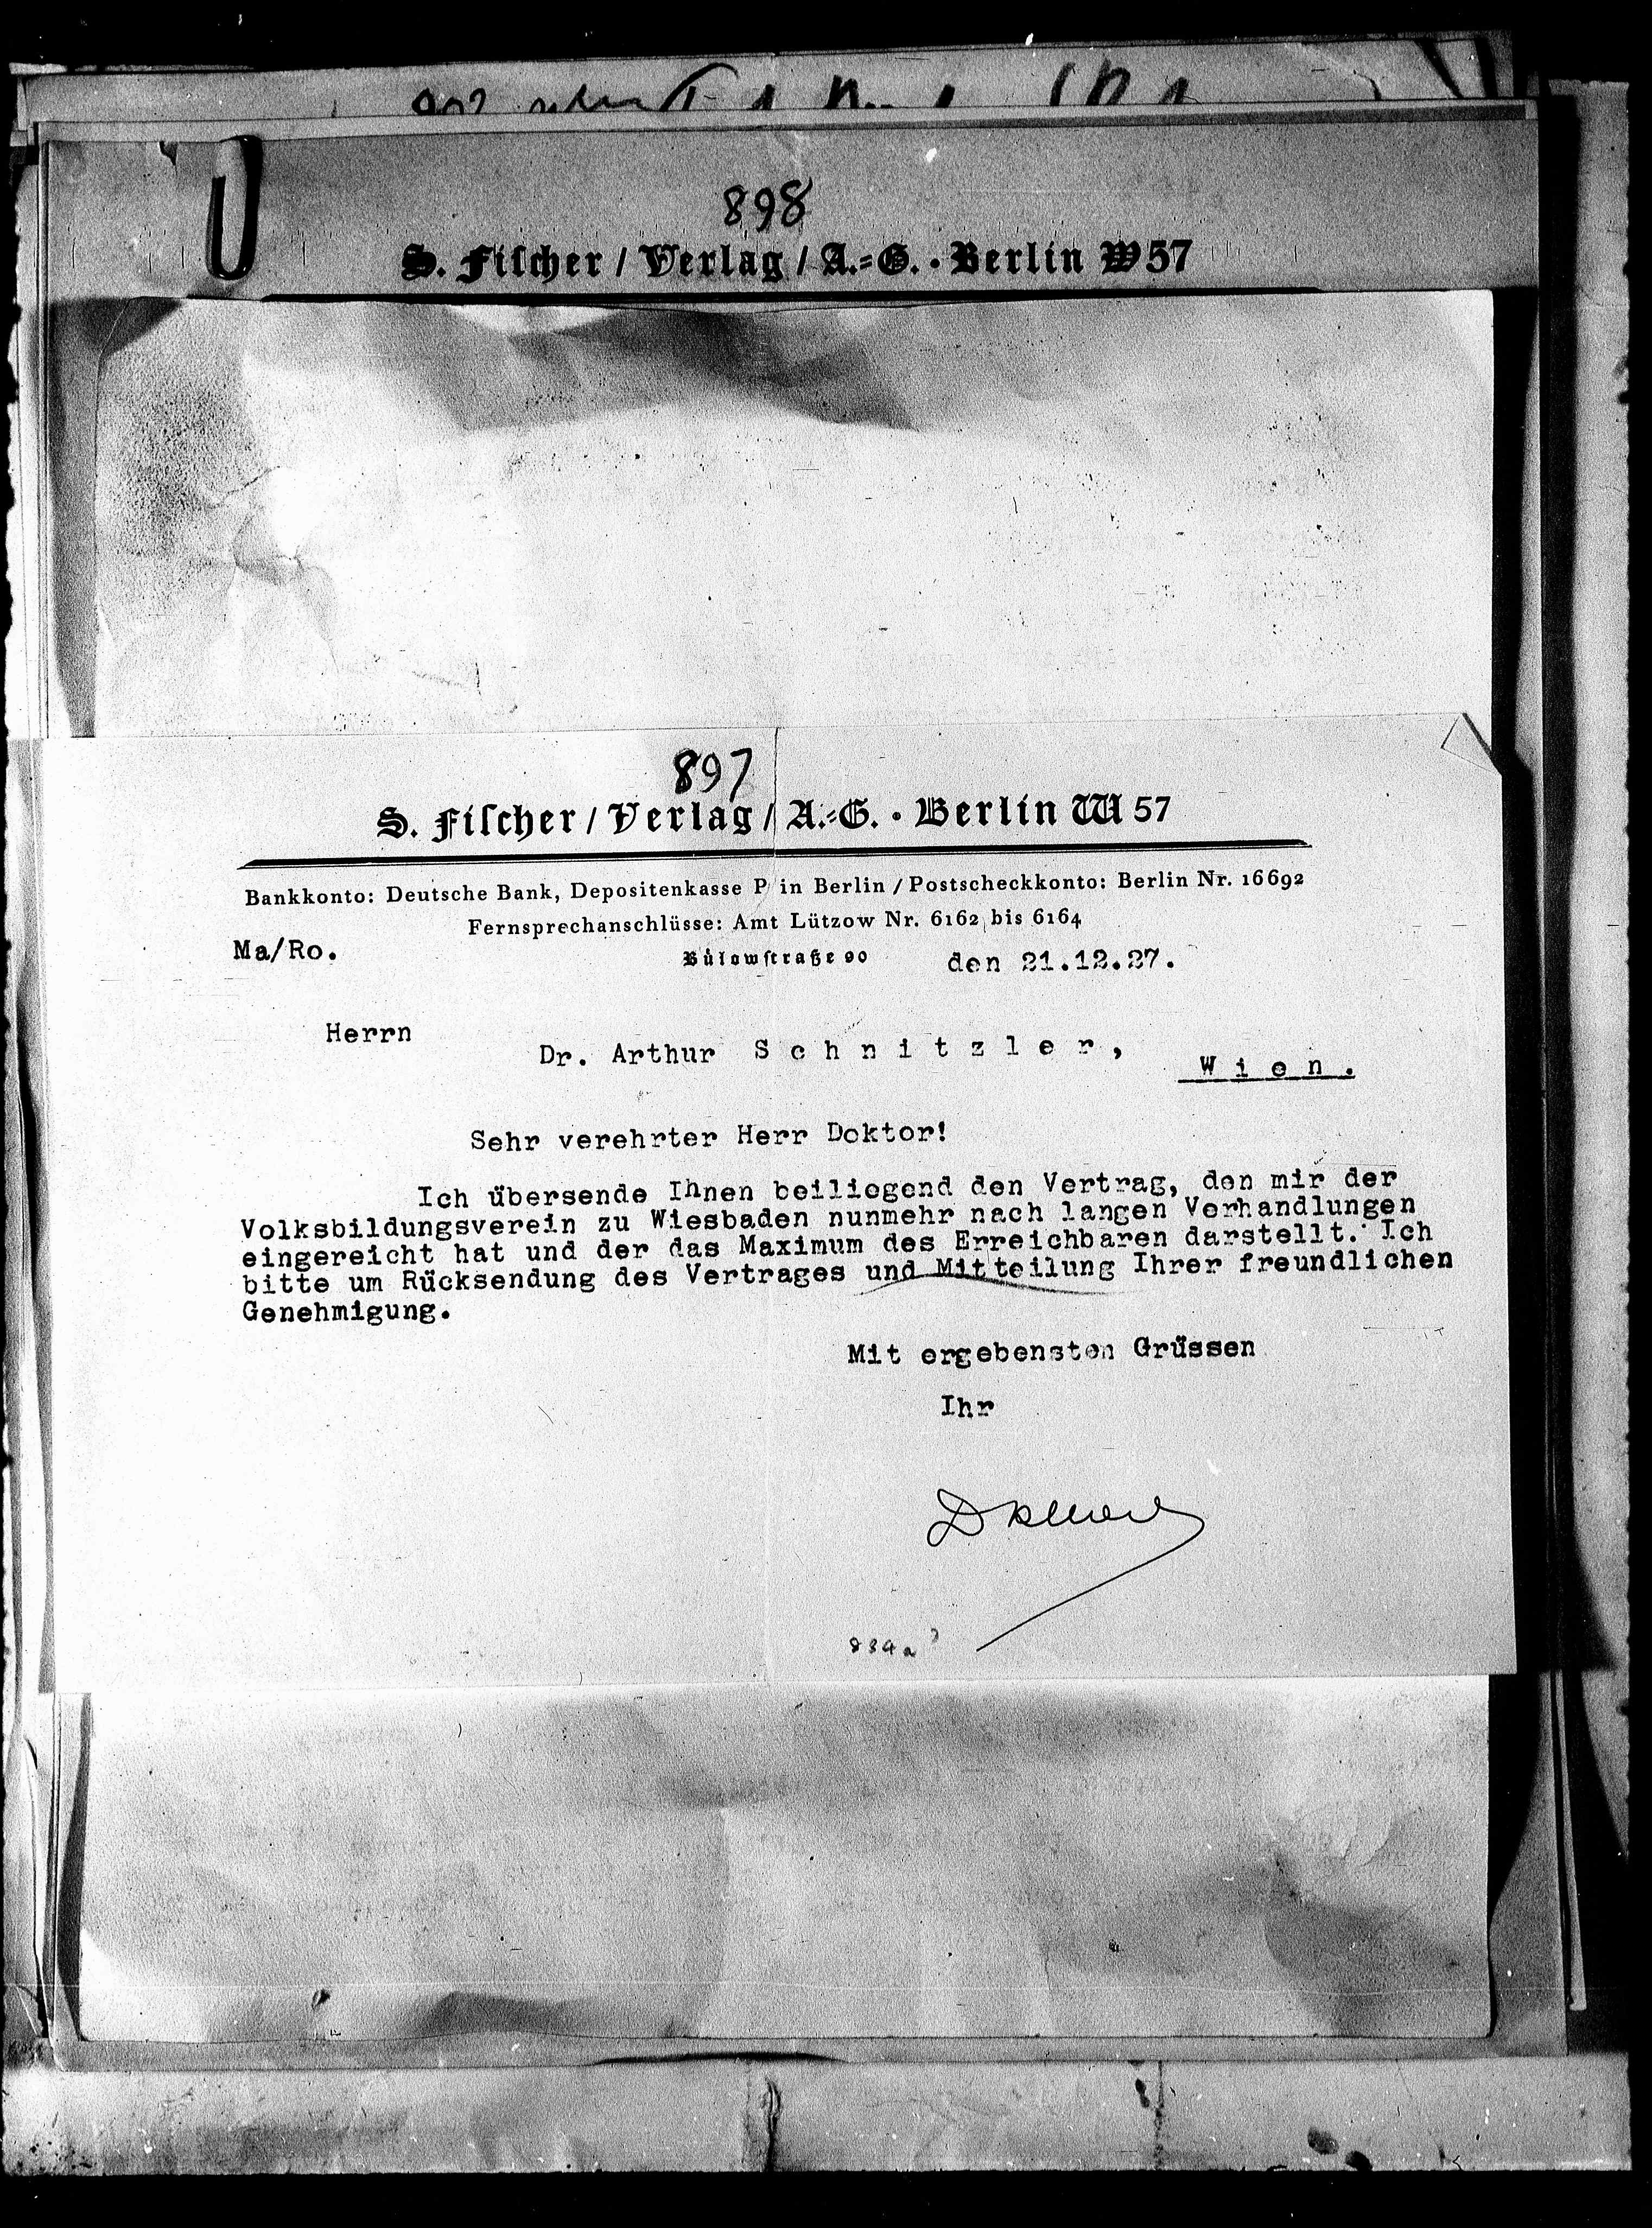 898
S. Fiſcher / Verlag / A.=G. • Berlin W 57
897
S. Fiſcher / Verlag / A.=G. • Berlin W 57
Bankkonto: Deutsche Bank, Depositenkasse P in Berlin / Postscheckkonto: Berlin Nr. 16692
Fernsprechanschlüsse: Amt Lützow Nr. 6162 bis 6164
Ma/Ro. Bülowſtraße 90 den 21.12.27.
Herrn
Dr. Arthur S c h n i t z l e r ,
W i e n .
Sehr verehrter Herr Doktor!
Ich übersende Ihnen beiliegend den Vertrag, den mir der
Volksbildungsverein zu Wiesbaden nunmehr nach langen Verhandlungen
eingereicht hat und der das Maximum des Erreichbaren darstellt. Ich
bitte um Rücksendung des Vertrages und Mitteilung Ihrer freundlichen
Genehmigung.
Mit ergebensten Grüssen
Ihr